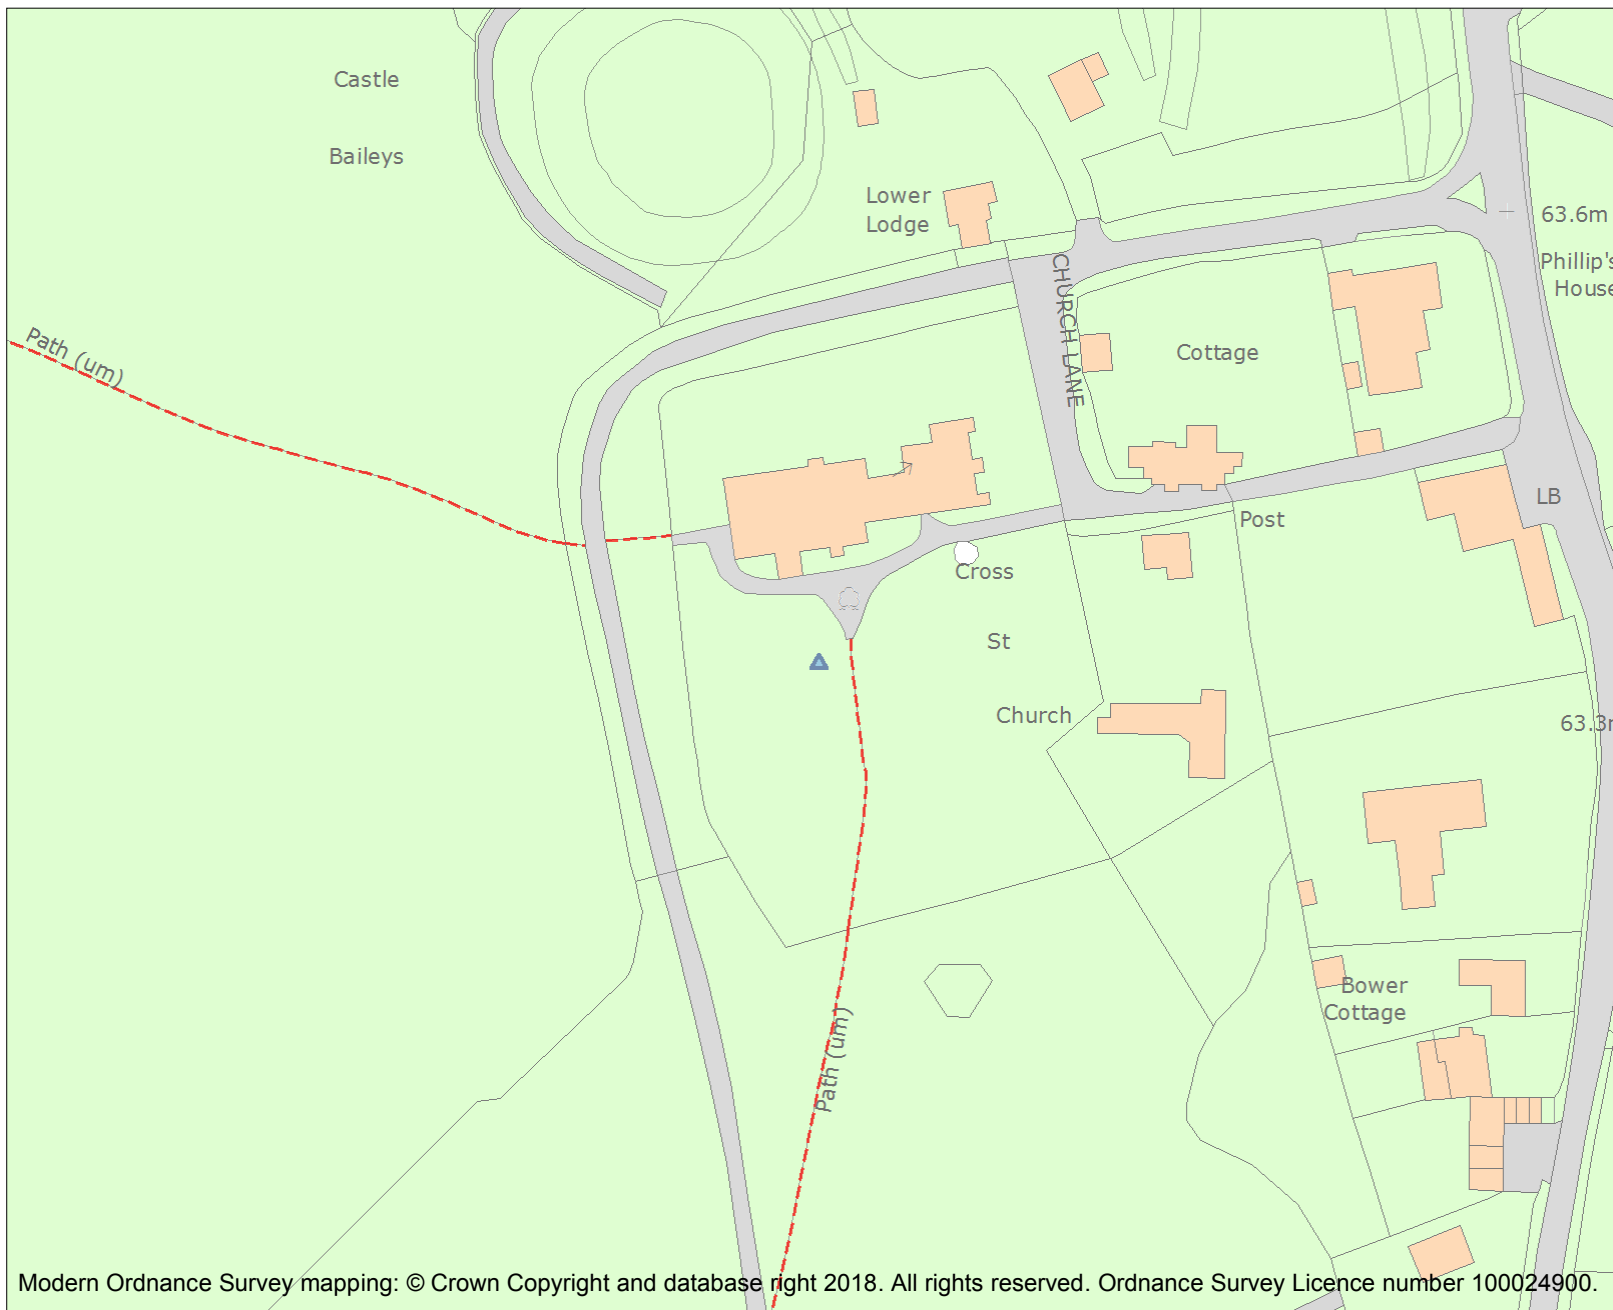 Castle
Baileys
Lower
Lodge
63.6m
Phillip's
House
CHURCH LANE
Path (um)
Cottage
LB
Post
Cross
St
Church
63.3m
Bower
Cottage
Path (um)
Modern Ordnance Survey mapping: © Crown Copyright and database right 2018. All rights reserved. Ordnance Survey Licence number 100024900.